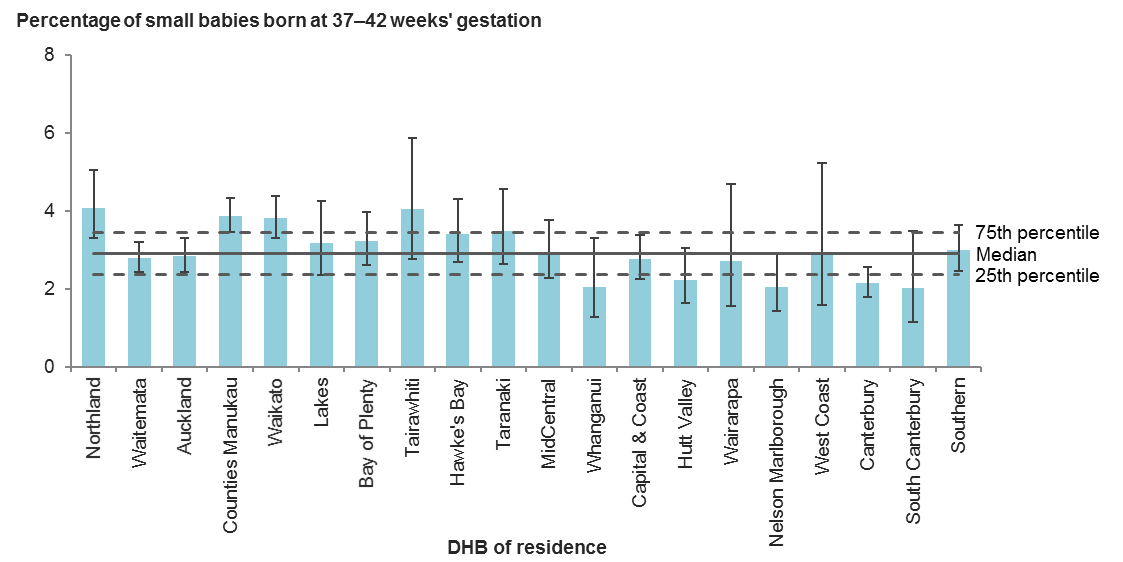 Percentage of small babies born at 37–42 weeks' gestation
8
6
4
2
0
75th percentile
Median
25th percentile
Northland
Waitemata
Auckland
Counties Manukau
Waikato
Lakes
Bay of Plenty
Tairawhiti
Hawke's Bay
Taranaki
MidCentral
Whanganui
Capital & Coast
Hutt Valley
Wairarapa
Nelson Marlborough
West Coast
Canterbury
South Canterbury
Southern
DHB of residence